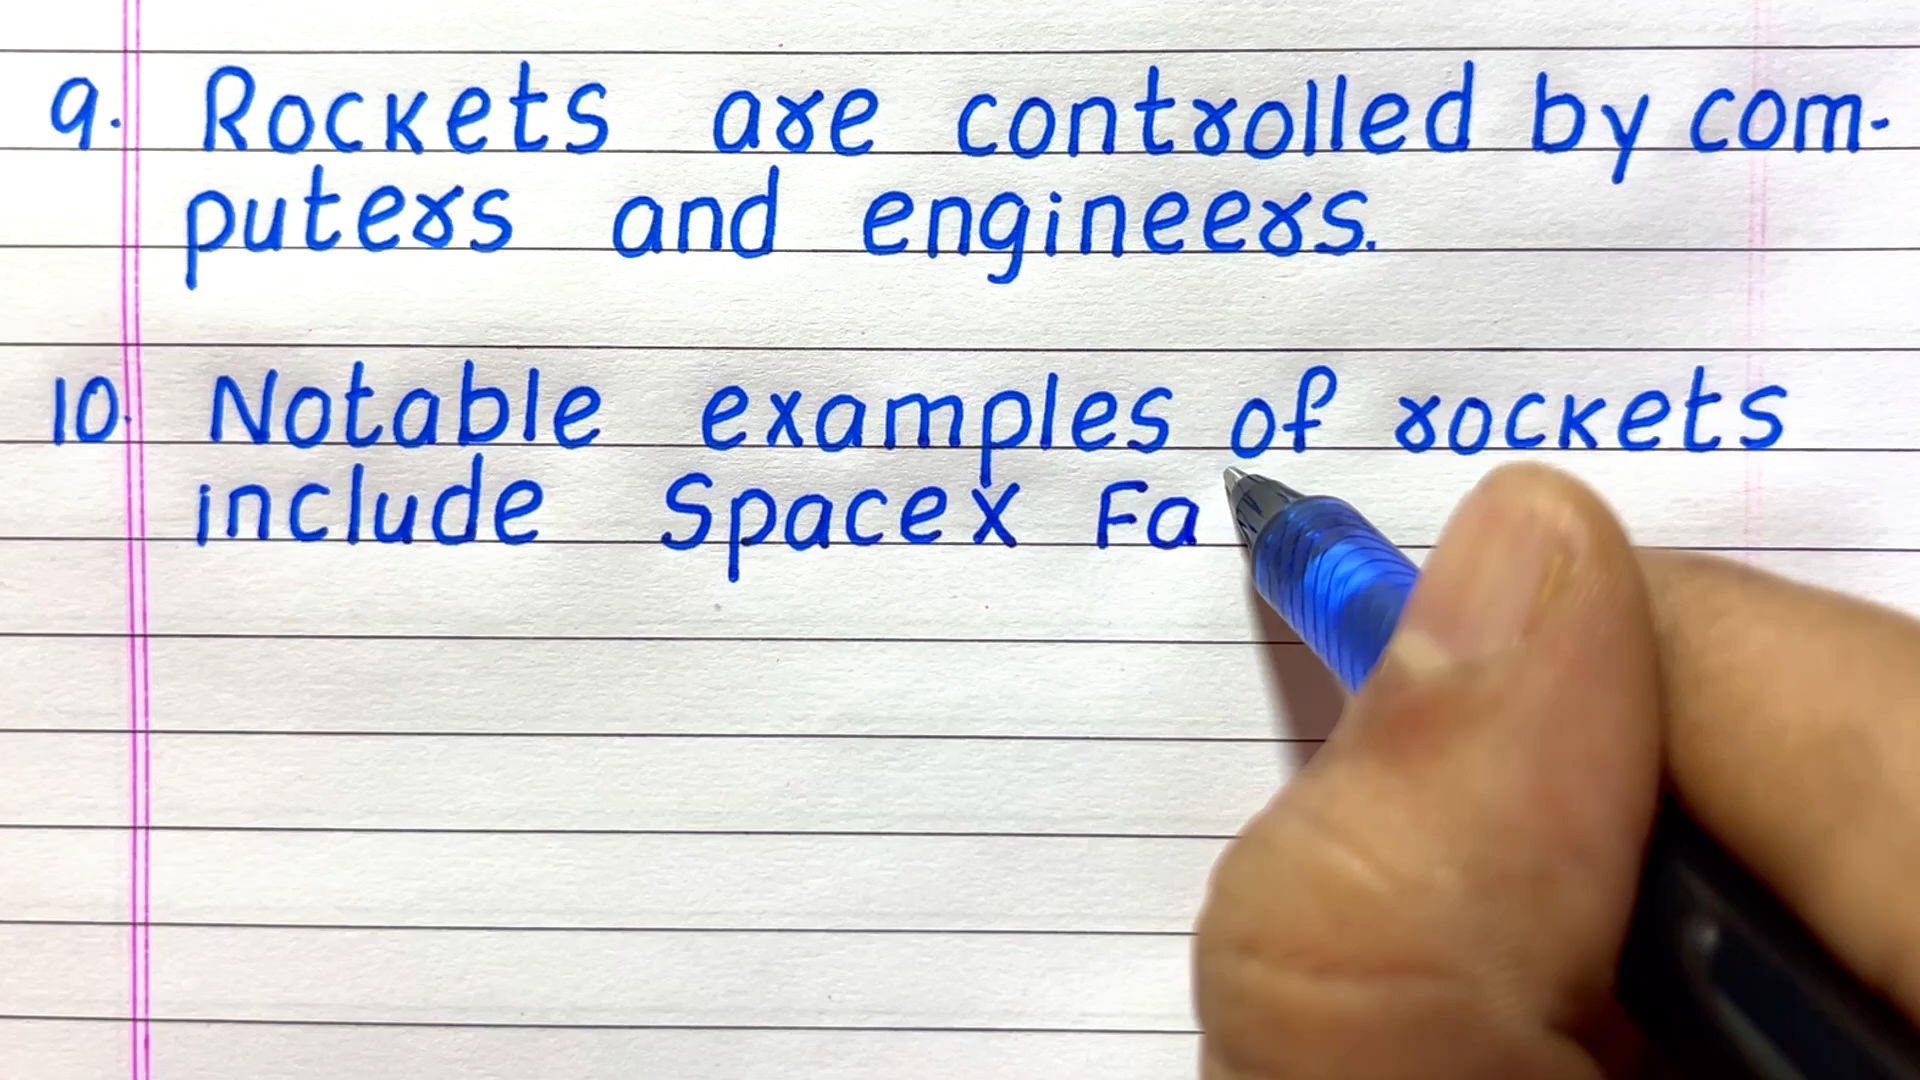 9. Rockets are controlled by com-
puters and engineers.
10. Notable examples of rockets
include SpaceX Fa